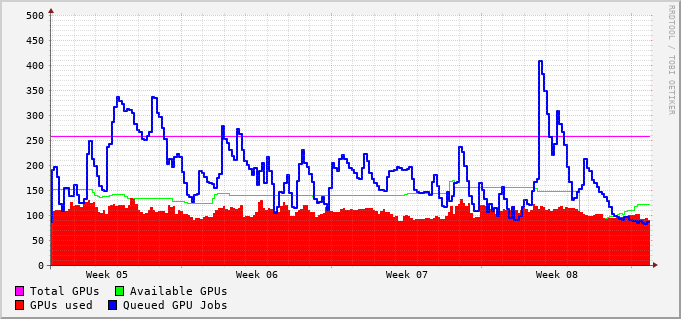 500
450
400
350
300
250
200
150
100
50
0
Week 05 Week 06 Week 07 Week 08
Total GPUs Available GPUs
GPUs used Queued GPU Jobs
RRDTOOL / TOBI OETIKER